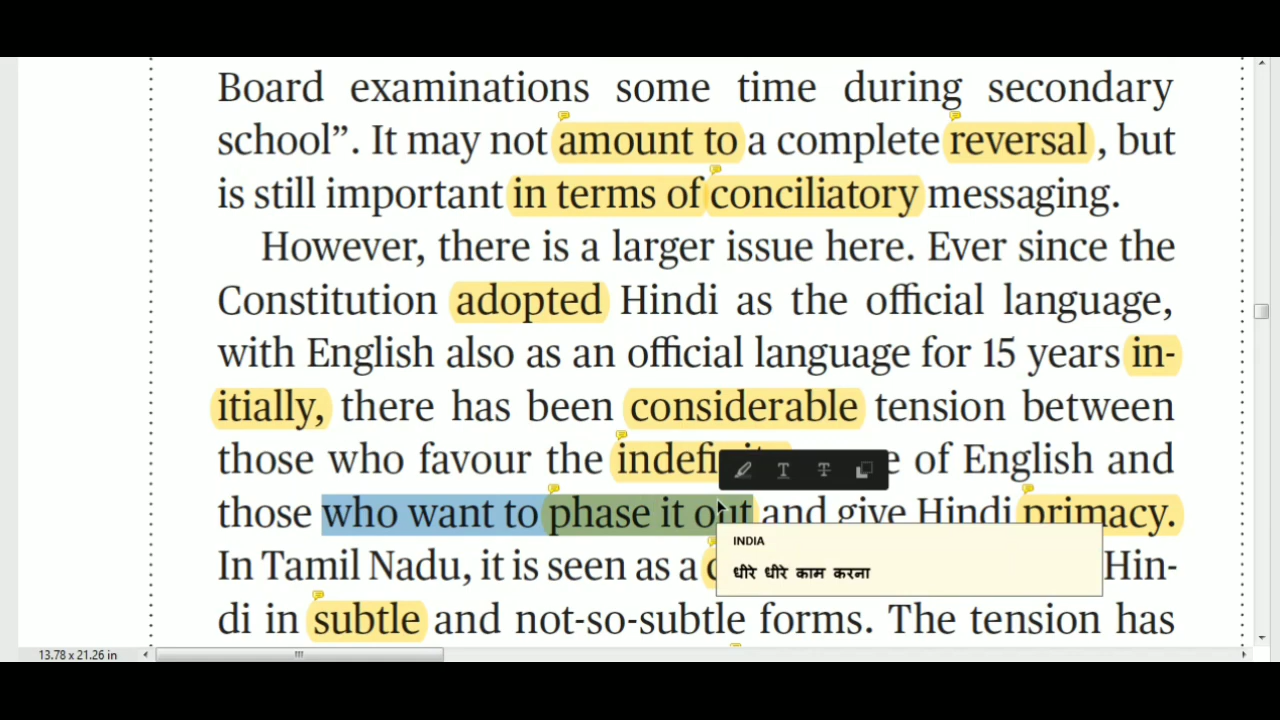 Board examinations some time during secondary
school”. It may not amount to a complete reversal , but
is still important in terms of conciliatory messaging.
However, there is a larger issue here. Ever since the
Constitution adopted Hindi as the official language,
with English also as an official language for 15 years in-
itially, there has been considerable tension between
those who favour the of English and
those who want to phase it out and give Hindi primacy.
INDIA
In Tamil Nadu, it is seen as a Hin-
धीरे धीरे काम करना
di in subtle and not-so-subtle forms. The tension has
13.78 x 21.26 in